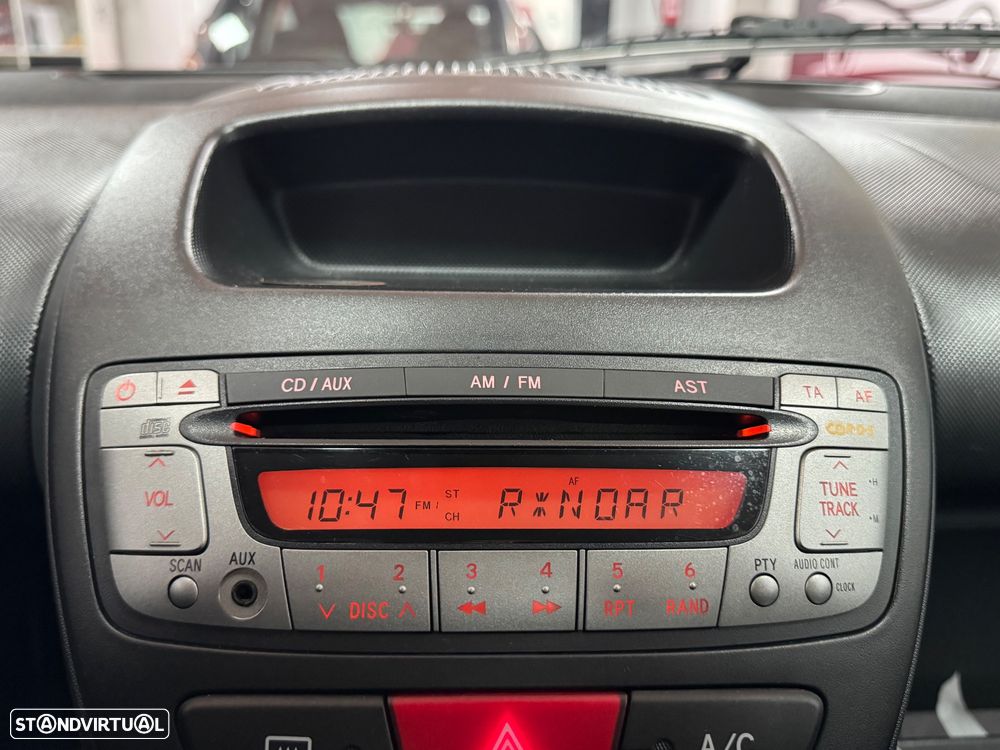 CD / AUX AM / FM AST TA AF
disc
VOL
10:47 FM 1 ST CH AF R*NOAR
TUNE TRACK
H
M
SCAN AUX
1 2 3 4 5 6
DISC RPT RAND
PTY AUDIO CONT
CLOCK
A/C
STANDVIRTUAL